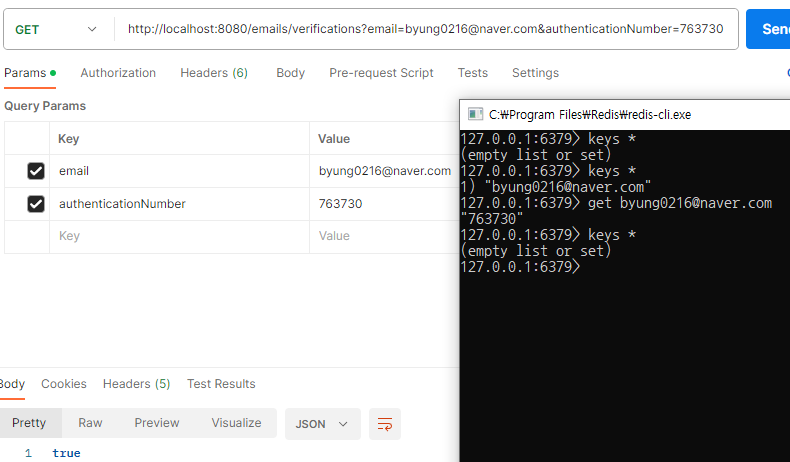 GET http://localhost:8080/emails/verifications?email=byung0216@naver.com&authenticationNumber=763730 Send
Params Authorization Headers (6) Body Pre-request Script Tests Settings
Query Params
Key Value
email byung0216@naver.com
authenticationNumber 763730
Key Value
C:₩Program Files₩Redis₩redis-cli.exe
127.0.0.1:6379> keys *
(empty list or set)
127.0.0.1:6379> keys *
1) "byung0216@naver.com"
127.0.0.1:6379> get byung0216@naver.com
"763730"
127.0.0.1:6379> keys *
(empty list or set)
127.0.0.1:6379>
Body Cookies Headers (5) Test Results
Pretty Raw Preview Visualize JSON
1 true